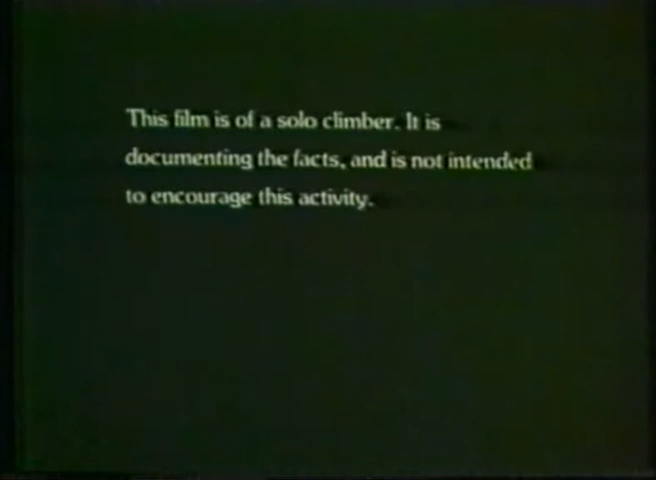 This film is of a solo climber. It is
documenting the facts, and is not intended
to encourage this activity.